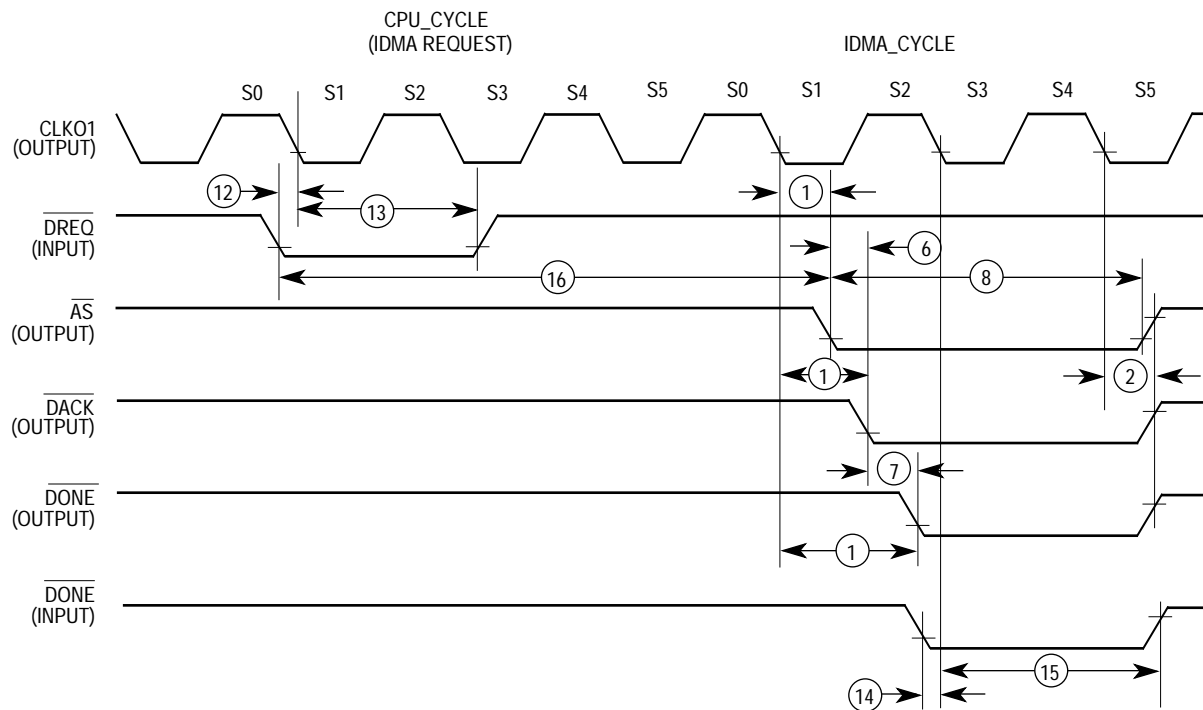 CPU_CYCLE
(IDMA REQUEST)
IDMA_CYCLE
S0 S1 S2 S3 S4 S5 S0 S1 S2 S3 S4 S5
CLKO1
(OUTPUT)
12 13 1
DREQ
(INPUT)
6
16 8
AS
(OUTPUT)
1 2
DACK
(OUTPUT)
7
DONE
(OUTPUT)
1
DONE
(INPUT)
14 15